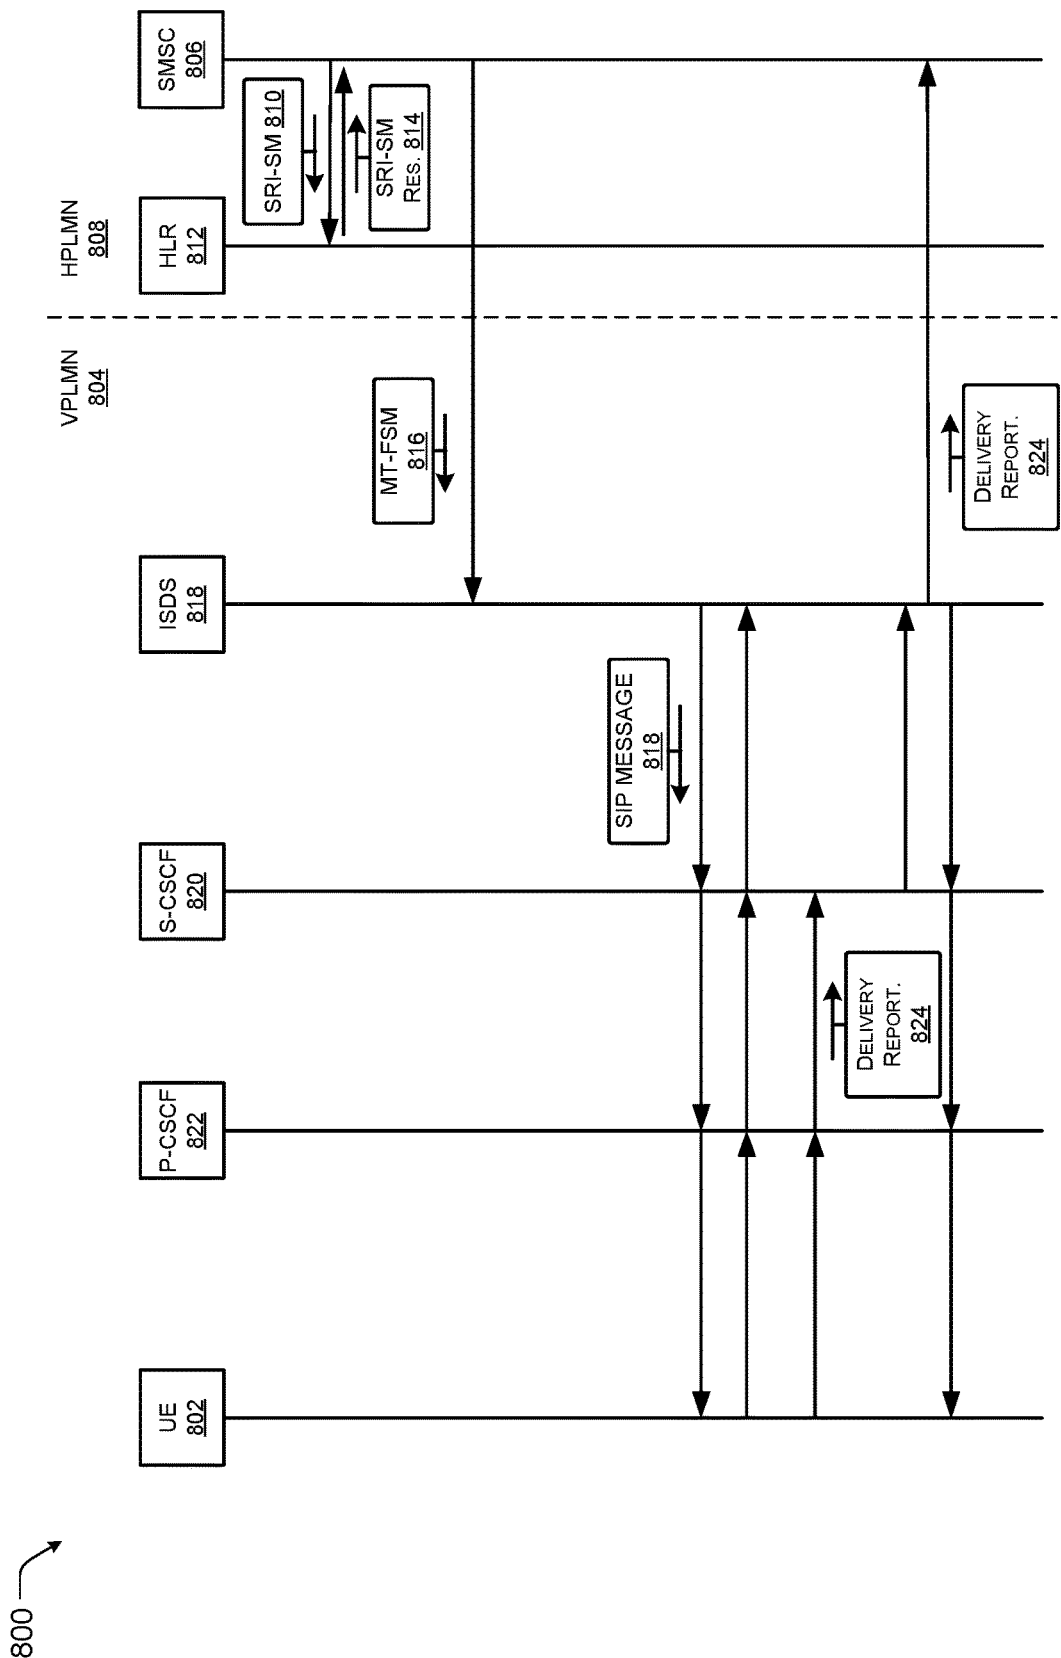 800
VPLMN
804
HPLMN
808
UE
802
P-CSCF
822
S-CSCF
820
ISDS
818
HLR
812
SMSC
806
SRI-SM 810
SRI-SM
RES. 814
MT-FSM
816
SIP MESSAGE
818
DELIVERY
REPORT.
824
DELIVERY
REPORT.
824